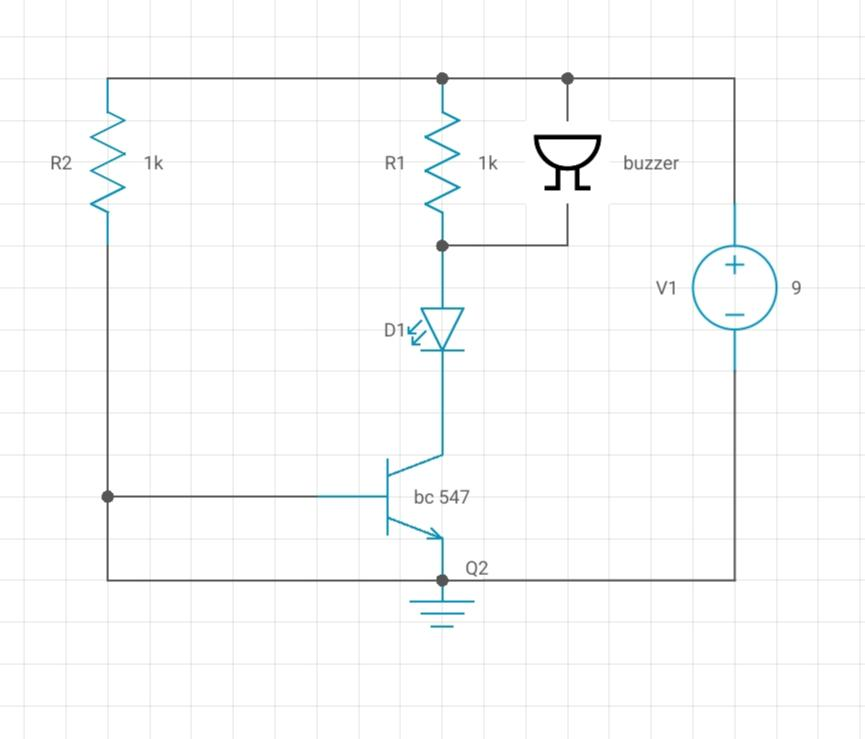 R2 1k R1 1k buzzer
V1 + 9
−
D1
bc 547
Q2